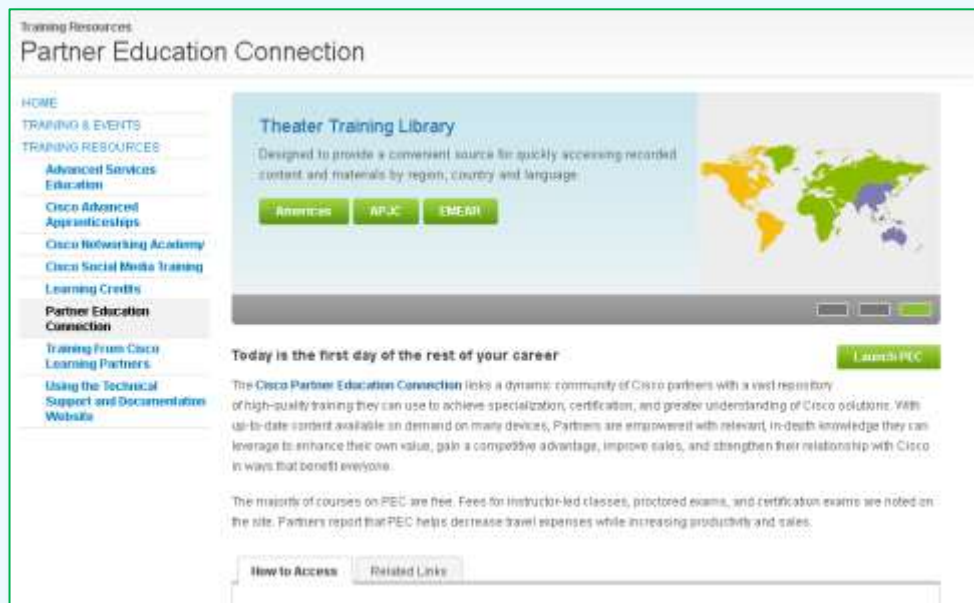 Training Resources
Partner Education Connection
HOME
TRAINING & EVENTS
TRAINING RESOURCES
Advanced Services
Education
Cisco Advanced
Apprenticeships
Cisco Networking Academy
Cisco Social Media Training
Learning Credits
Partner Education
Connection
Training From Cisco
Learning Partners
Using the Technical
Support and Documentation
Website
Theater Training Library
Designed to provide a convenient source for quickly accessing recorded
content and materials by region, country and language
Americas APJC EMEAR
Today is the first day of the rest of your career
Launch PEC
The Cisco Partner Education Connection links a dynamic community of Cisco partners with a vast repository
of high-quality training they can use to achieve specialization, certification, and greater understanding of Cisco solutions. With
up-to-date content available on demand on many devices, Partners are empowered with relevant, in-depth knowledge they can
leverage to enhance their own value, gain a competitive advantage, improve sales, and strengthen their relationship with Cisco
in ways that benefit everyone.
The majority of courses on PEC are free. Fees for instructor-led classes, proctored exams, and certification exams are noted on
the site. Partners report that PEC helps decrease travel expenses while increasing productivity and sales.
How to Access Related Links